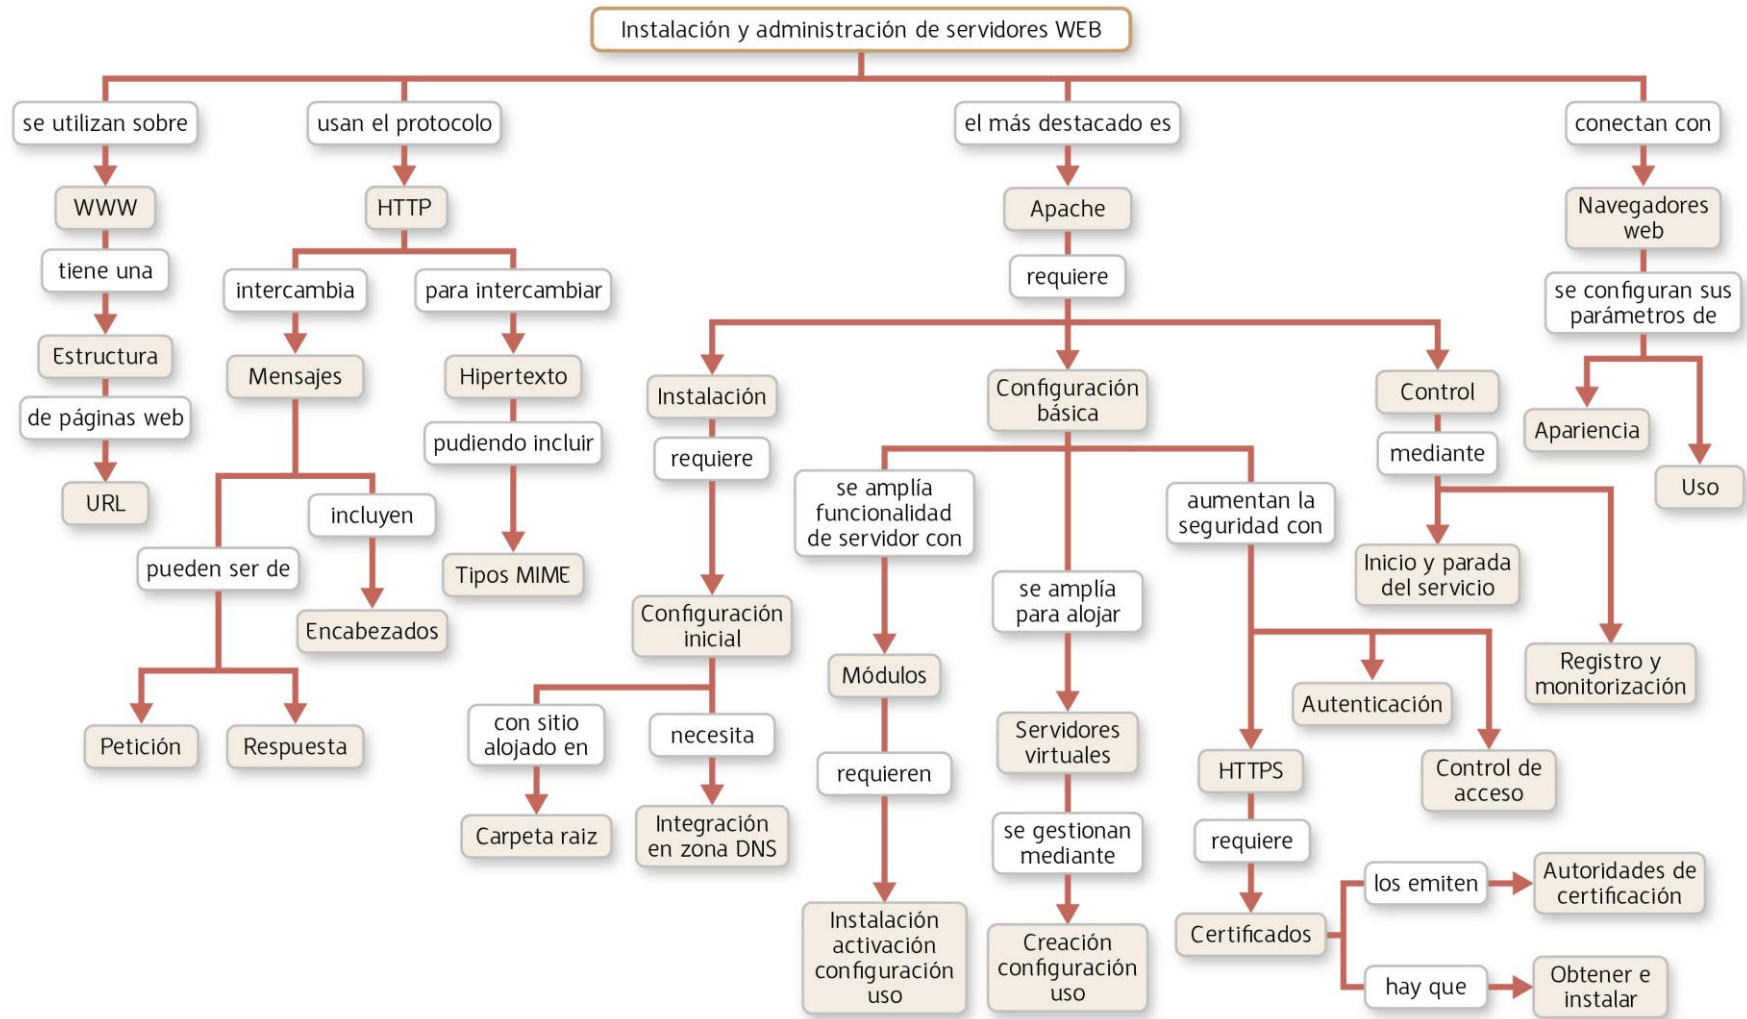 Instalación y administración de servidores WEB
se utilizan sobre
usan el protocolo
el más destacado es
conectan con
WWW
HTTP
Apache
Navegadores
web
tiene una
intercambia
para intercambiar
requiere
se configuran sus
parámetros de
Estructura
Mensajes
Hipertexto
Instalación
Configuración
básica
Control
Apariencia
Uso
de páginas web
pudiendo incluir
requiere
mediante
URL
incluyen
se amplía
funcionalidad
de servidor con
aumentan la
seguridad con
pueden ser de
Tipos MIME
se amplía
para alojar
Inicio y parada
del servicio
Encabezados
Configuración
inicial
Módulos
Registro y
monitorización
Autenticación
Petición
Respuesta
con sitio
alojado en
necesita
Servidores
virtuales
requieren
HTTPS
Control de
acceso
Carpeta raiz
Integración
en zona DNS
se gestionan
mediante
requiere
los emiten
Autoridades de
certificación
Instalación
activación
configuración
uso
Creación
configuración
uso
Certificados
hay que
Obtener e
instalar